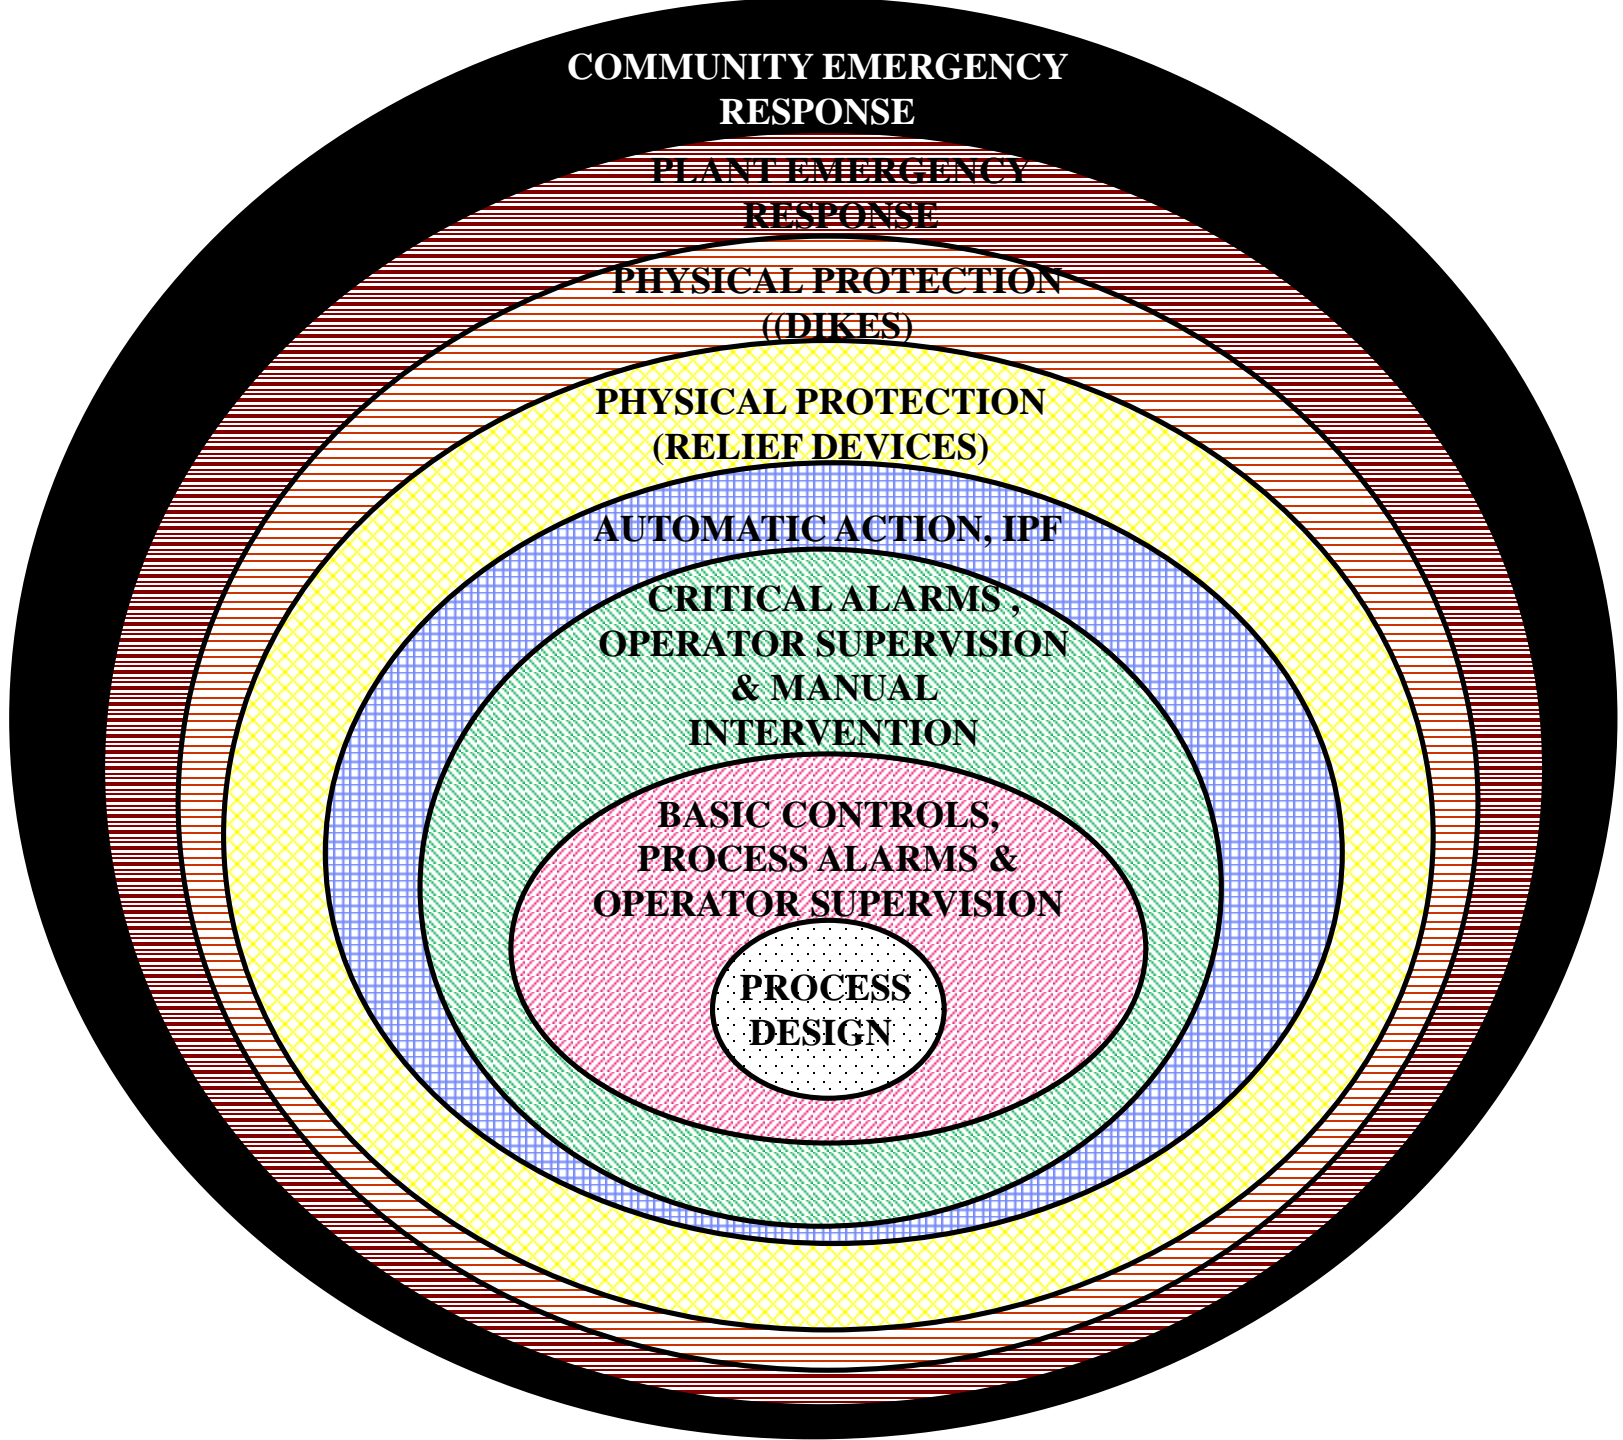 COMMUNITY EMERGENCY
RESPONSE
PLANT EMERGENCY
RESPONSE
PHYSICAL PROTECTION
((DIKES)
PHYSICAL PROTECTION
(RELIEF DEVICES)
AUTOMATIC ACTION, IPF
CRITICAL ALARMS ,
OPERATOR SUPERVISION
& MANUAL
INTERVENTION
BASIC CONTROLS,
PROCESS ALARMS &
OPERATOR SUPERVISION
PROCESS
DESIGN